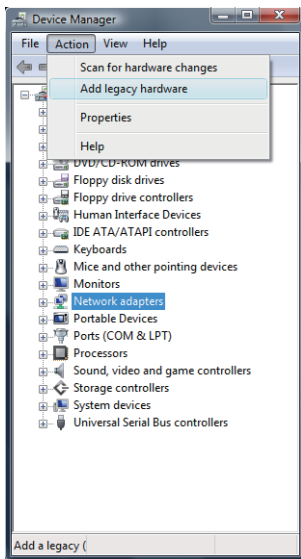 Device Manager
File Action View Help
Scan for hardware changes
Add legacy hardware
Properties
Help
DVD/CD-ROM drives
Floppy disk drives
Floppy drive controllers
Human Interface Devices
IDE ATA/ATAPI controllers
Keyboards
Mice and other pointing devices
Monitors
Network adapters
Portable Devices
Ports (COM & LPT)
Processors
Sound, video and game controllers
Storage controllers
System devices
Universal Serial Bus controllers
Add a legacy (